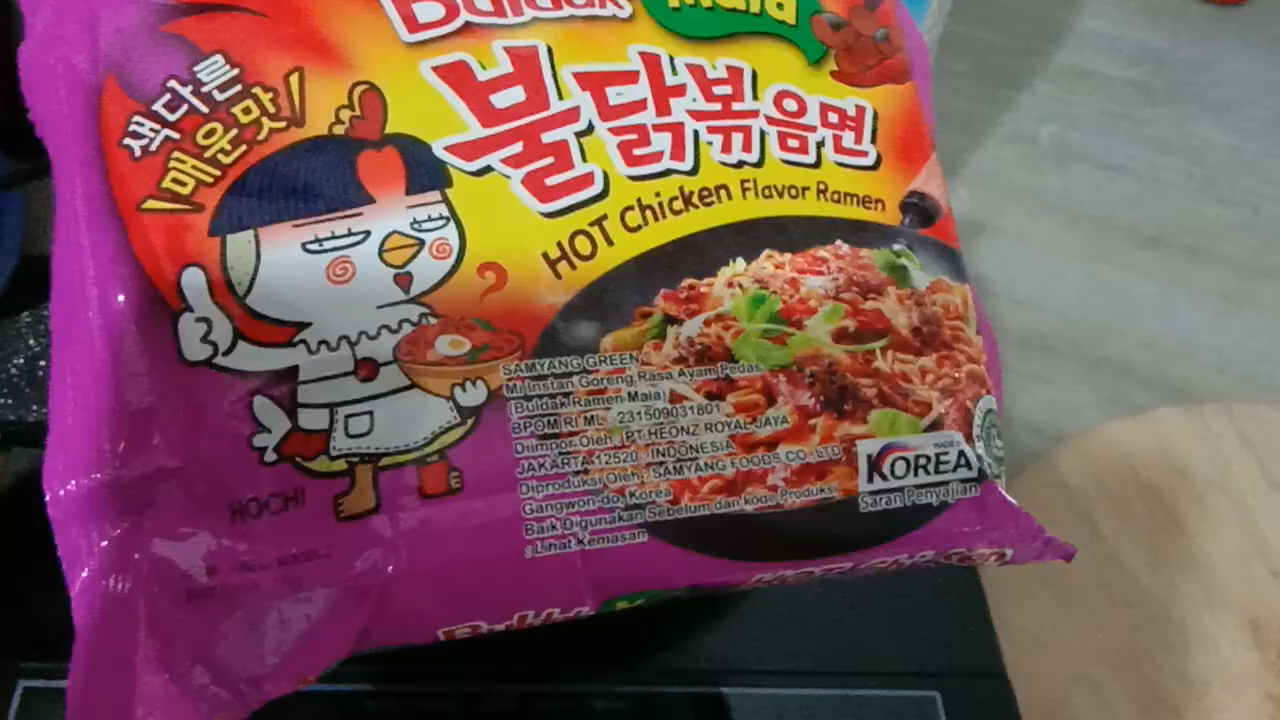 Buldak Mala
색다른
매운맛
불닭볶음면
HOT Chicken Flavor Ramen
SAMYANG GREEN
Mi Instan Goreng Rasa Ayam Pedas
(Buldak Ramen Mala)
BPOM RI ML : 231509031801
Diimpor Oleh : PT HEONZ ROYAL JAYA
JAKARTA 12520 - INDONESIA
Diproduksi Oleh : SAMYANG FOODS CO. LTD
Gangwon-do, Korea
Baik Digunakan Sebelum dan kode Produksi
: Lihat Kemasan
MADE IN
KOREA
Saran Penyajian
HOCHI